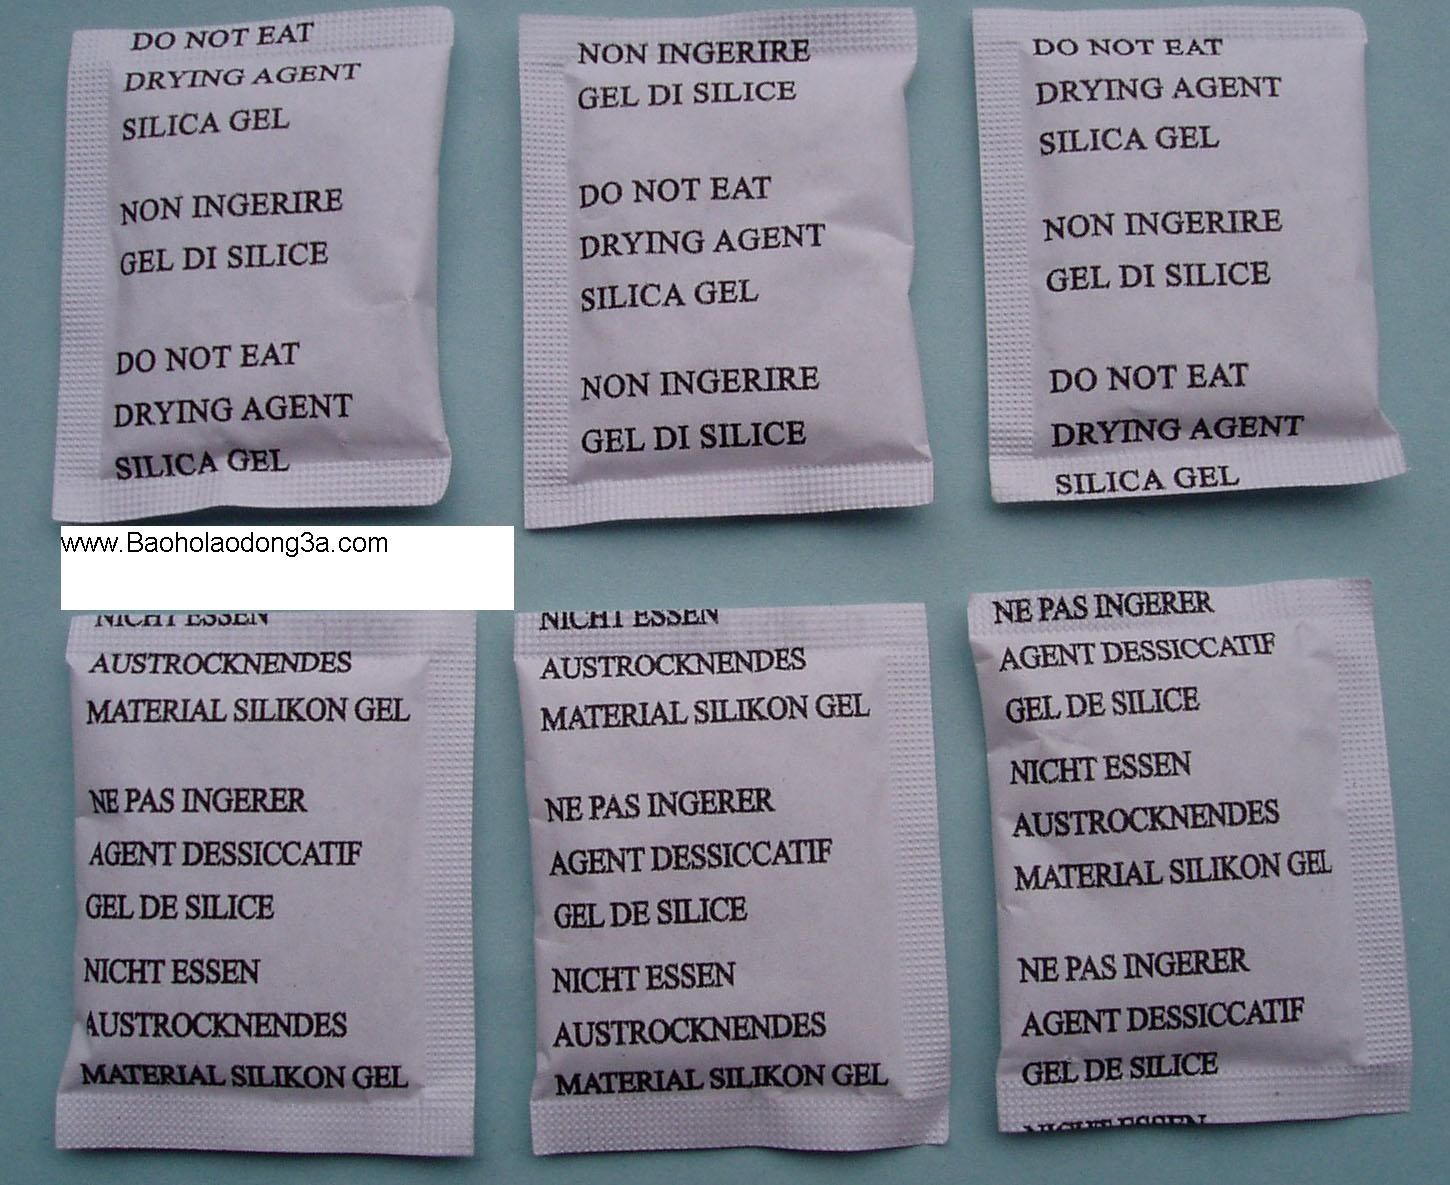 DO NOT EAT
DRYING AGENT
SILICA GEL
NON INGERIRE
GEL DI SILICE
DO NOT EAT
DRYING AGENT
SILICA GEL
NON INGERIRE
GEL DI SILICE
DO NOT EAT
DRYING AGENT
SILICA GEL
NON INGERIRE
GEL DI SILICE
DO NOT EAT
DRYING AGENT
SILICA GEL
NON INGERIRE
GEL DI SILICE
DO NOT EAT
DRYING AGENT
SILICA GEL
www.Baoholaodong3a.com
NICHT ESSEN
AUSTROCKNENDES
MATERIAL SILIKON GEL
NE PAS INGERER
AGENT DESSICCATIF
GEL DE SILICE
NICHT ESSEN
AUSTROCKNENDES
MATERIAL SILIKON GEL
NICHT ESSEN
AUSTROCKNENDES
MATERIAL SILIKON GEL
NE PAS INGERER
AGENT DESSICCATIF
GEL DE SILICE
NICHT ESSEN
AUSTROCKNENDES
MATERIAL SILIKON GEL
NE PAS INGERER
AGENT DESSICCATIF
GEL DE SILICE
NICHT ESSEN
AUSTROCKNENDES
MATERIAL SILIKON GEL
NE PAS INGERER
AGENT DESSICCATIF
GEL DE SILICE
NICHT ESSEN